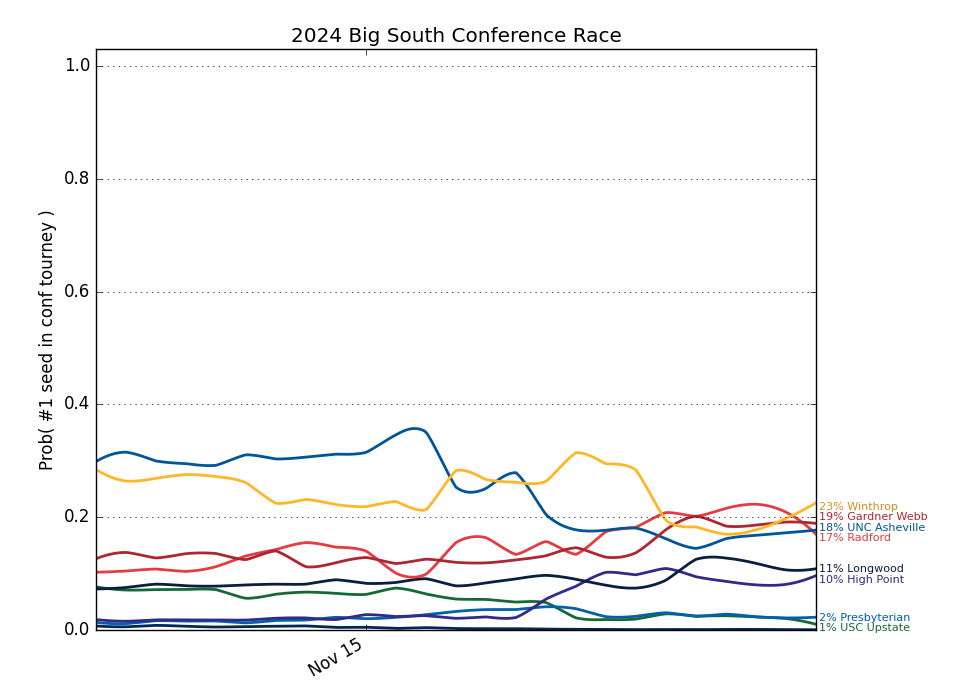 2024 Big South Conference Race
Prob( #1 seed in conf tourney )
1.0
0.8
0.6
0.4
0.2
0.0
Nov 15
23% Winthrop
19% Gardner Webb
18% UNC Asheville
17% Radford
11% Longwood
10% High Point
2% Presbyterian
1% USC Upstate